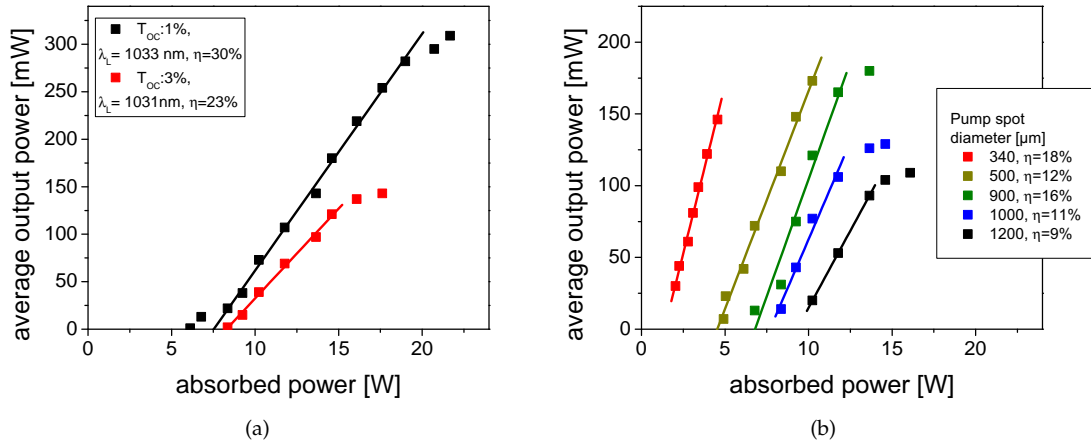 T_OC:1%,
λ_L= 1033 nm, η=30%
T_OC:3%,
λ_L= 1031nm, η=23%
average output power [mW]
300
250
200
150
100
50
0
0 5 10 15 20
absorbed power [W]
(a)
average output power [mW]
200
150
100
50
0
0 5 10 15 20
absorbed power [W]
Pump spot
diameter [μm]
340, η=18%
500, η=12%
900, η=16%
1000, η=11%
1200, η=9%
(b)